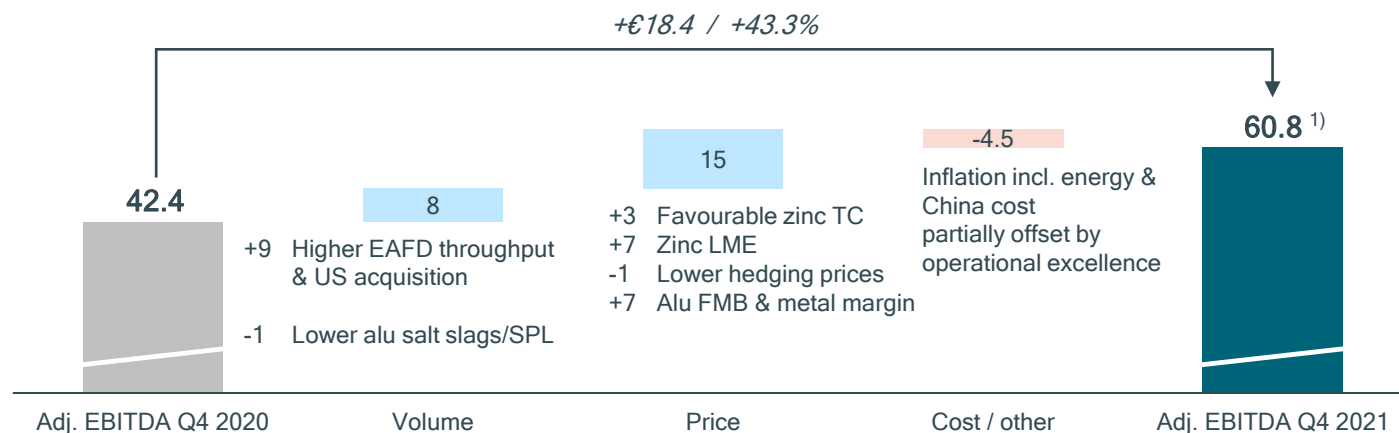 +€18.4 / +43.3%
42.4
8
+9 Higher EAFD throughput
& US acquisition
-1 Lower alu salt slags/SPL
15
+3 Favourable zinc TC
+7 Zinc LME
-1 Lower hedging prices
+7 Alu FMB & metal margin
-4.5
Inflation incl. energy &
China cost
partially offset by
operational excellence
60.8 1)
Adj. EBITDA Q4 2020
Volume
Price
Cost / other
Adj. EBITDA Q4 2021